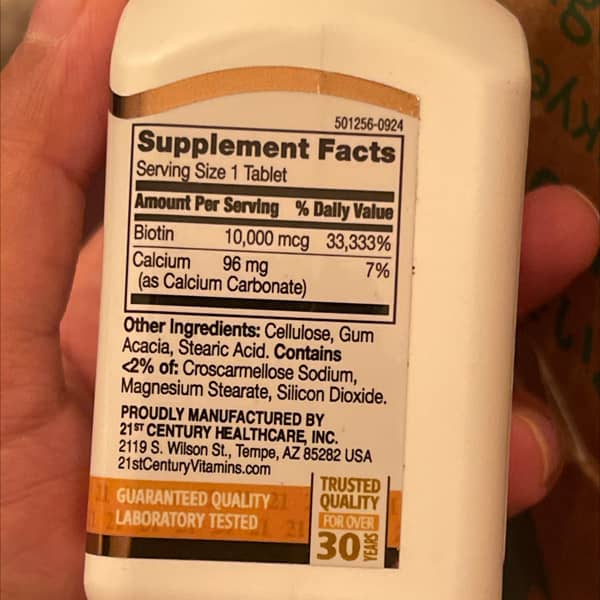 501256-0924
Supplement Facts
Serving Size 1 Tablet
Amount Per Serving % Daily Value
Biotin 10,000 mcg 33,333%
Calcium 96 mg 7%
(as Calcium Carbonate)
Other Ingredients: Cellulose, Gum
Acacia, Stearic Acid. Contains
<2% of: Croscarmellose Sodium,
Magnesium Stearate, Silicon Dioxide.
PROUDLY MANUFACTURED BY
21ST CENTURY HEALTHCARE, INC.
2119 S. Wilson St., Tempe, AZ 85282 USA
21stCenturyVitamins.com
GUARANTEED QUALITY
LABORATORY TESTED
TRUSTED
QUALITY
FOR OVER
30 YEARS